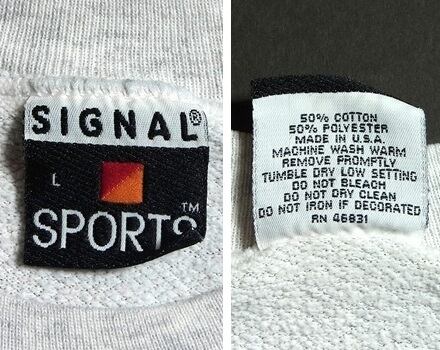 SIGNAL®
L
SPORTS™
50% COTTON
50% POLYESTER
MADE IN U.S.A.
MACHINE WASH WARM
REMOVE PROMPTLY
TUMBLE DRY LOW SETTING
DO NOT BLEACH
DO NOT DRY CLEAN
DO NOT IRON IF DECORATED
RN 46831